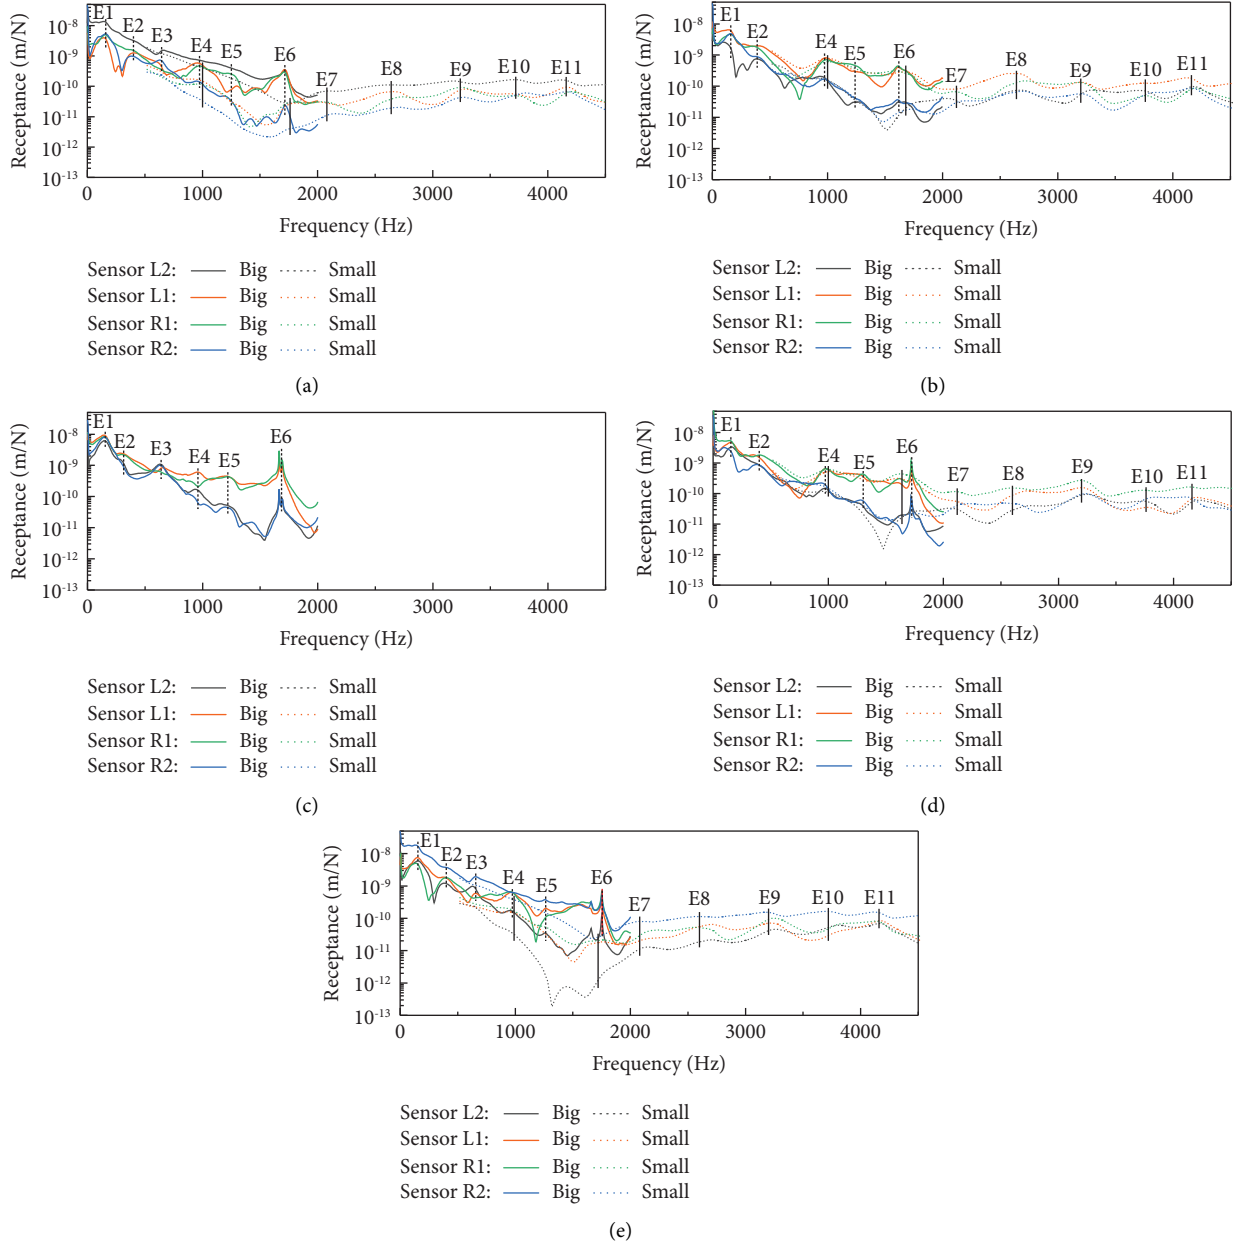 Receptance (m/N)
10-8
10-9
10-10
10-11
10-12
10-13
E1
E2
E3
E4
E5
E6
E7
E8
E9
E10
E11
0
1000
2000
3000
4000
Frequency (Hz)
Sensor L2: Big Small
Sensor L1: Big Small
Sensor R1: Big Small
Sensor R2: Big Small
(a)
Receptance (m/N)
10-8
10-9
10-10
10-11
10-12
10-13
E1
E2
E4
E5
E6
E7
E8
E9
E10
E11
0
1000
2000
3000
4000
Frequency (Hz)
Sensor L2: Big Small
Sensor L1: Big Small
Sensor R1: Big Small
Sensor R2: Big Small
(b)
Receptance (m/N)
10-8
10-9
10-10
10-11
10-12
10-13
E1
E2
E3
E4
E5
E6
0
1000
2000
3000
4000
Frequency (Hz)
Sensor L2: Big Small
Sensor L1: Big Small
Sensor R1: Big Small
Sensor R2: Big Small
(c)
Receptance (m/N)
10-8
10-9
10-10
10-11
10-12
10-13
E1
E2
E4
E5
E6
E7
E8
E9
E10
E11
0
1000
2000
3000
4000
Frequency (Hz)
Sensor L2: Big Small
Sensor L1: Big Small
Sensor R1: Big Small
Sensor R2: Big Small
(d)
Receptance (m/N)
10-8
10-9
10-10
10-11
10-12
10-13
E1
E2
E3
E4
E5
E6
E7
E8
E9
E10
E11
0
1000
2000
3000
4000
Frequency (Hz)
Sensor L2: Big Small
Sensor L1: Big Small
Sensor R1: Big Small
Sensor R2: Big Small
(e)